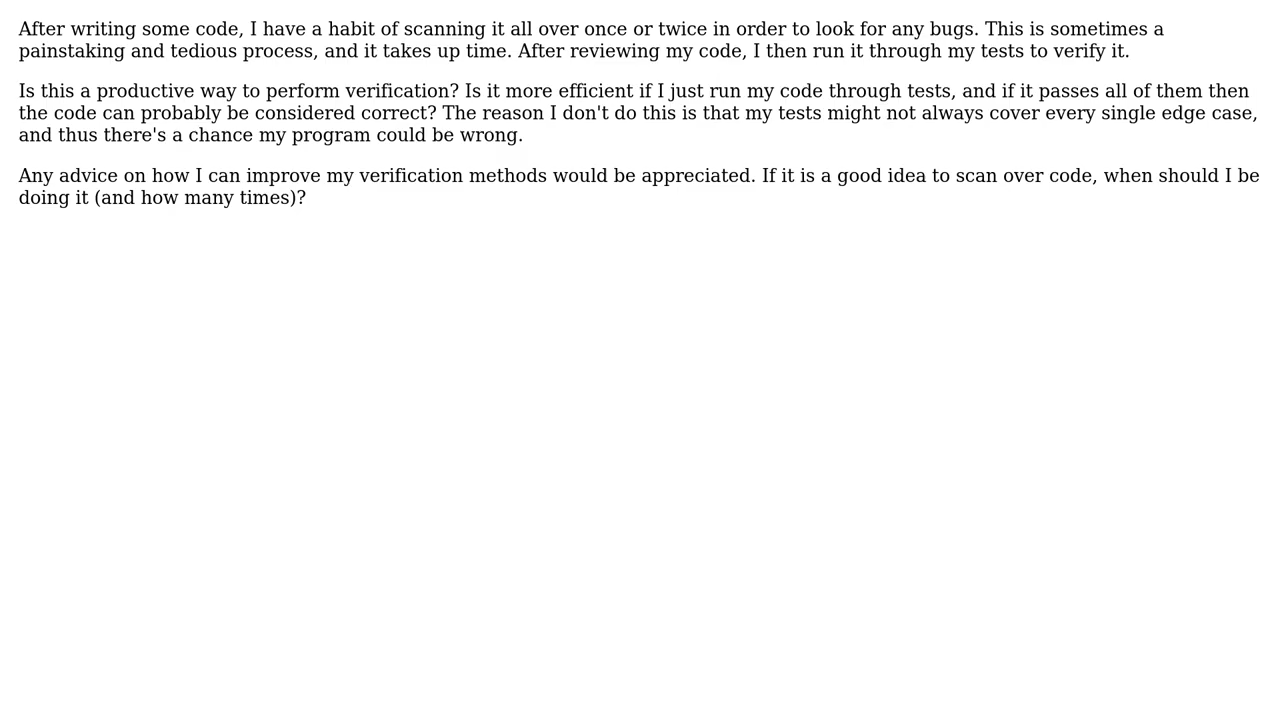 After writing some code, I have a habit of scanning it all over once or twice in order to look for any bugs. This is sometimes a
painstaking and tedious process, and it takes up time. After reviewing my code, I then run it through my tests to verify it.
Is this a productive way to perform verification? Is it more efficient if I just run my code through tests, and if it passes all of them then
the code can probably be considered correct? The reason I don't do this is that my tests might not always cover every single edge case,
and thus there's a chance my program could be wrong.
Any advice on how I can improve my verification methods would be appreciated. If it is a good idea to scan over code, when should I be
doing it (and how many times)?